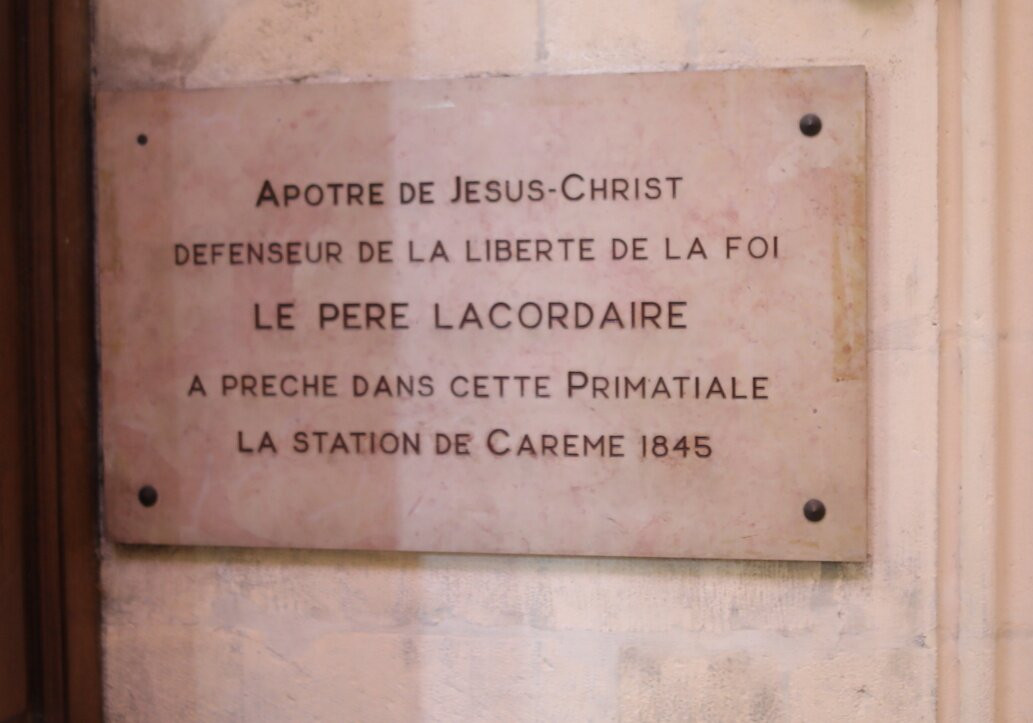 APOTRE DE JESUS-CHRIST
DEFENSEUR DE LA LIBERTE DE LA FOI
LE PERE LACORDAIRE
A PRECHE DANS CETTE PRIMATIALE
LA STATION DE CAREME 1845